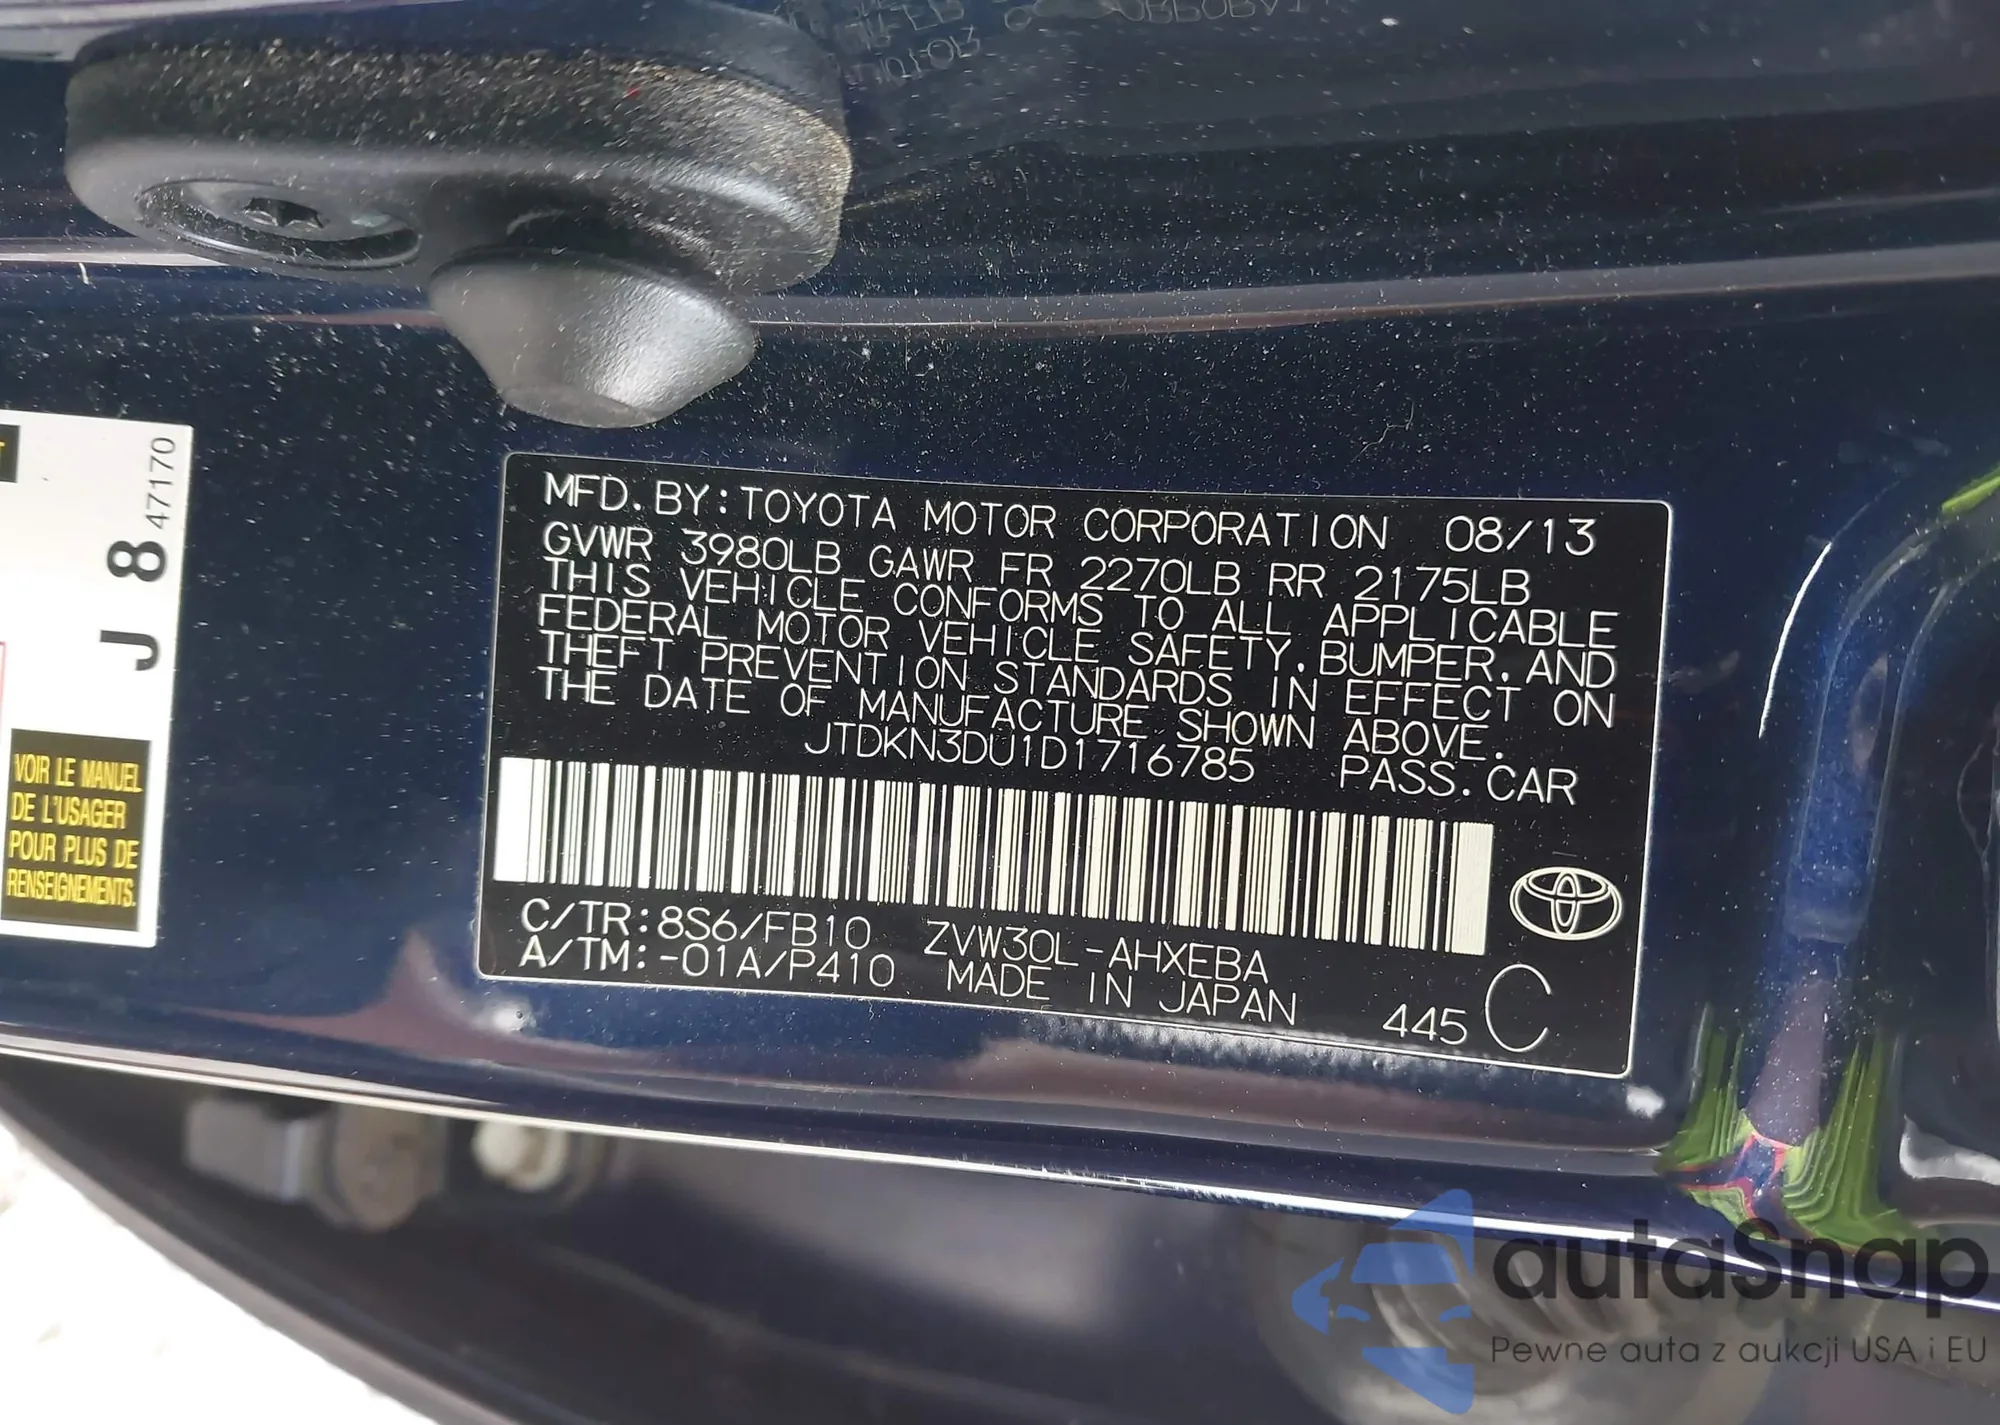 47170
J 8
VOIR LE MANUEL
DE L'USAGER
POUR PLUS DE
RENSEIGNEMENTS.
MFD.BY:TOYOTA MOTOR CORPORATION 08/13
GVWR 3980LB GAWR FR 2270LB RR 2175LB
THIS VEHICLE CONFORMS TO ALL APPLICABLE
FEDERAL MOTOR VEHICLE SAFETY,BUMPER,AND
THEFT PREVENTION STANDARDS IN EFFECT ON
THE DATE OF MANUFACTURE SHOWN ABOVE.
JTDKN3DU1D1716785 PASS.CAR
C/TR:8S6/FB10 ZVW30L-AHXEBA
A/TM:-01A/P410 MADE IN JAPAN 445 C
autaSnap
Pewne auta z aukcji USA i EU